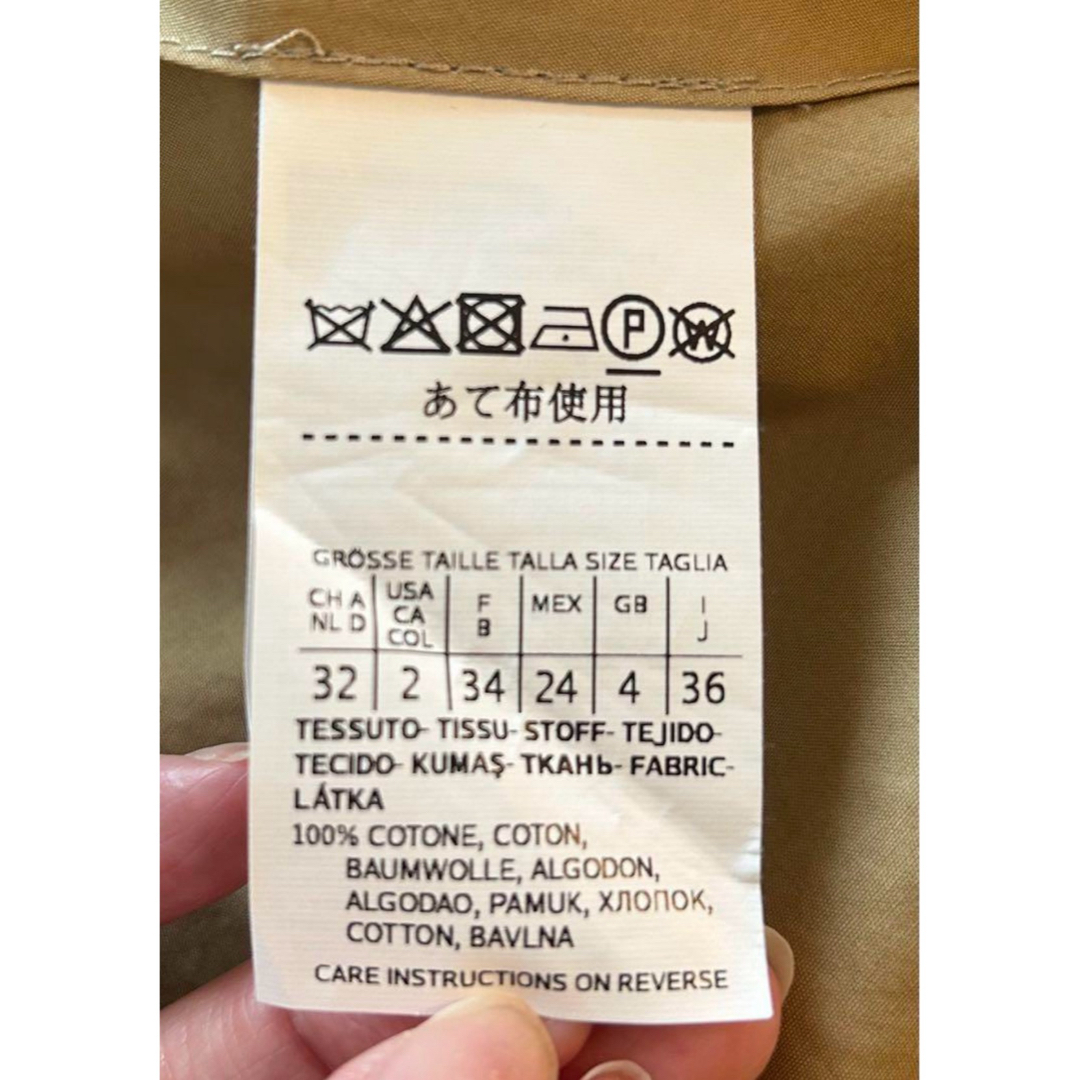 P W
あて布使用
GRÖSSE TAILLE TALLA SIZE TAGLIA
CH A USA F MEX GB I
NL D CA B J
COL
32 2 34 24 4 36
TESSUTO- TISSU- STOFF- TEJIDO-
TECIDO- KUMAŞ- ТКАНЬ- FABRIC-
LÁTKA
100% COTONE, COTON,
BAUMWOLLE, ALGODON,
ALGODAO, PAMUK, ХЛОПОК,
COTTON, BAVLNA
CARE INSTRUCTIONS ON REVERSE